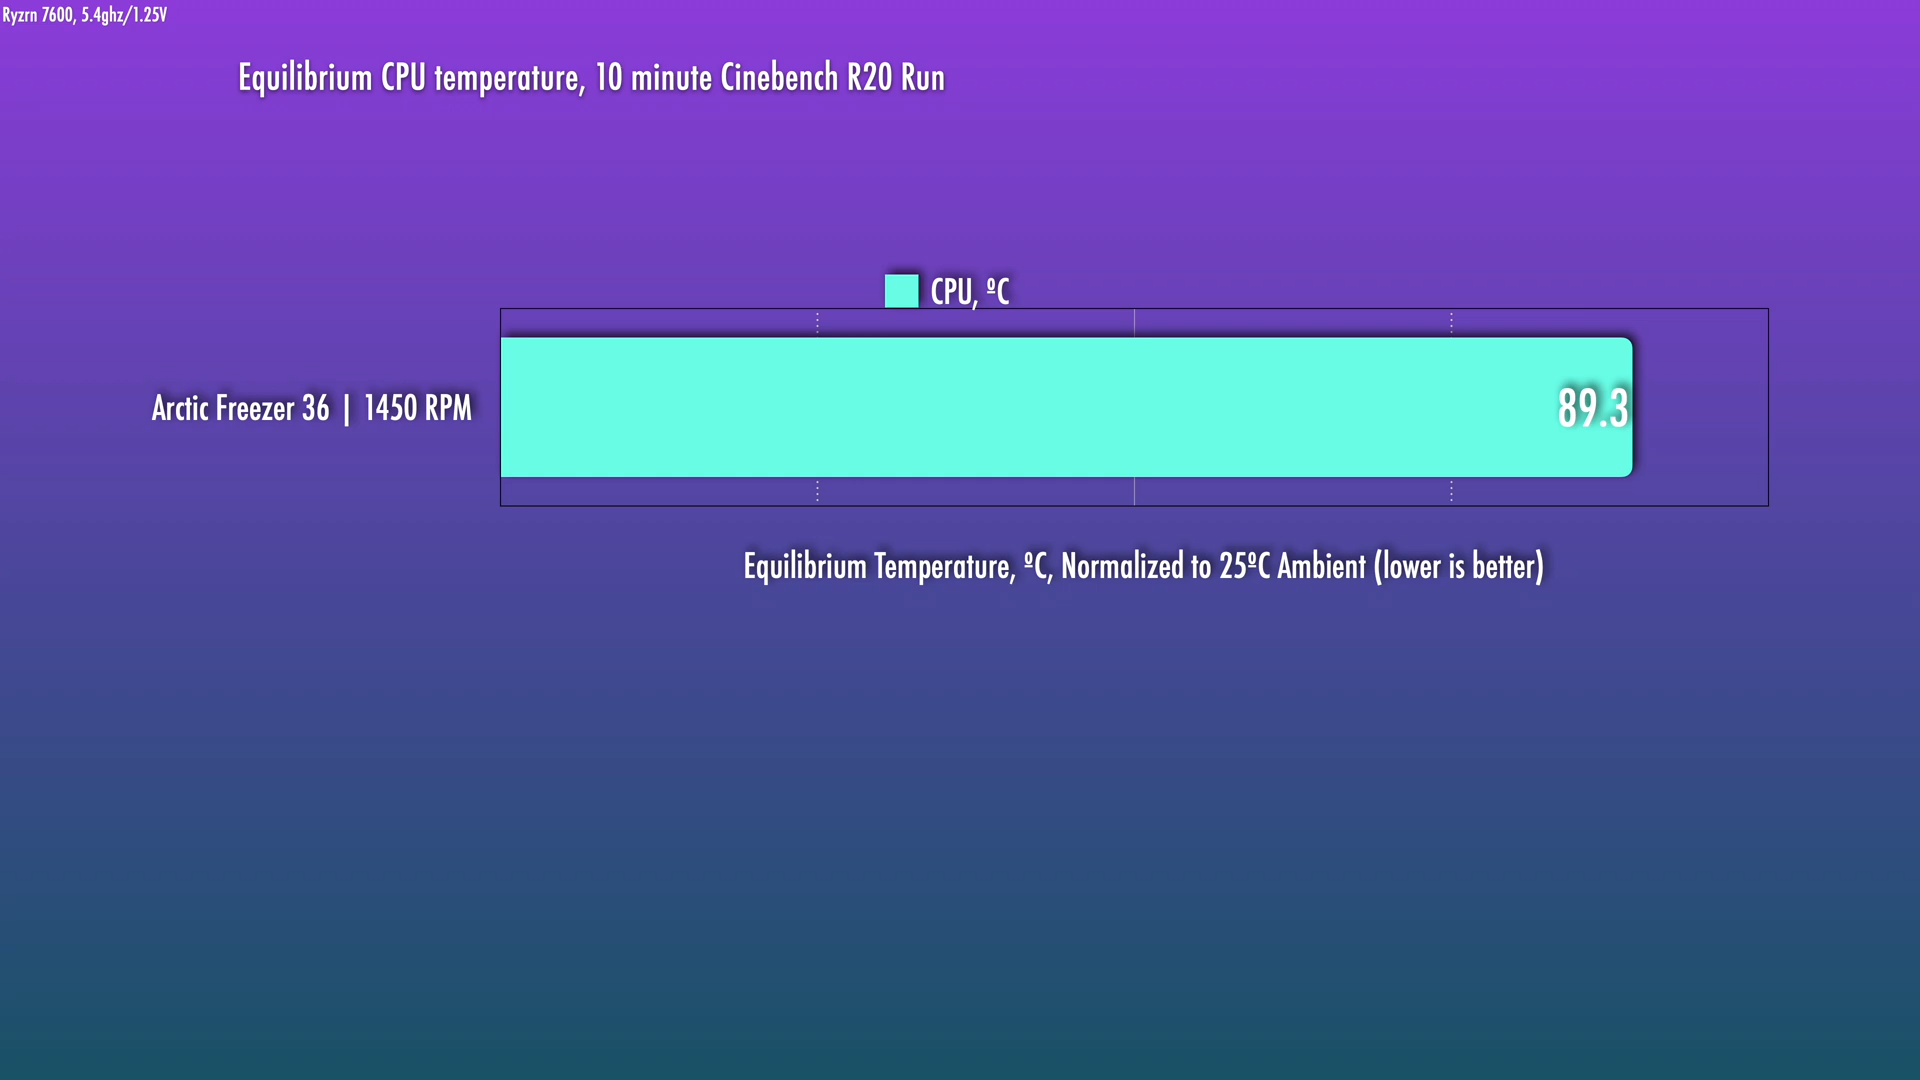 Ryzrn 7600, 5.4ghz/1.25V
Equilibrium CPU temperature, 10 minute Cinebench R20 Run
CPU, ºC
Arctic Freezer 36 | 1450 RPM
89.3
Equilibrium Temperature, ºC, Normalized to 25ºC Ambient (lower is better)